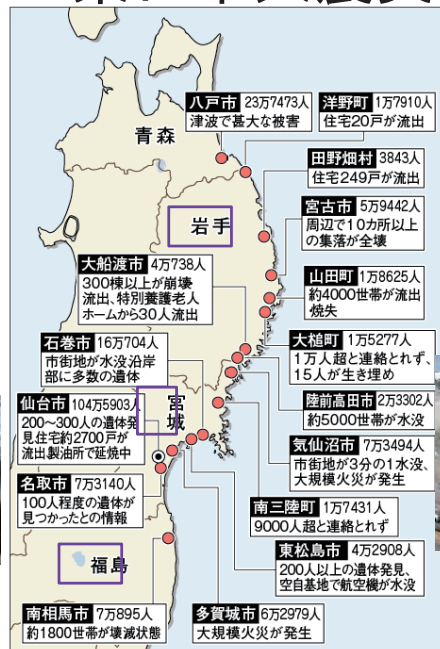 八戸市 23万7473人
津波で甚大な被害
洋野町 1万7910人
住宅20戸が流出
青森
田野畑村 3843人
住宅249戸が流出
宮古市 5万9442人
周辺で10カ所以上
の集落が全壊
岩手
大船渡市 4万738人
300棟以上が崩壊
流出、特別養護老人
ホームから30人流出
山田町 1万8625人
約4000世帯が流出
焼失
石巻市 16万704人
市街地が水没沿岸
部に多数の遺体
大槌町 1万5277人
1万人超と連絡とれず、
15人が生き埋め
仙台市 104万5903人
200〜300人の遺体発
見住宅約2700戸が
流出製油所で延焼中
宮城
陸前高田市 2万3302人
約5000世帯が水没
気仙沼市 7万3494人
市街地が3分の1水没、
大規模火災が発生
名取市 7万3140人
100人程度の遺体が
見つかったとの情報
南三陸町 1万7431人
9000人超と連絡とれず
東松島市 4万2908人
200人以上の遺体発見、
空自基地で航空機が水没
福島
南相馬市 7万895人
約1800世帯が壊滅状態
多賀城市 6万2979人
大規模火災が発生